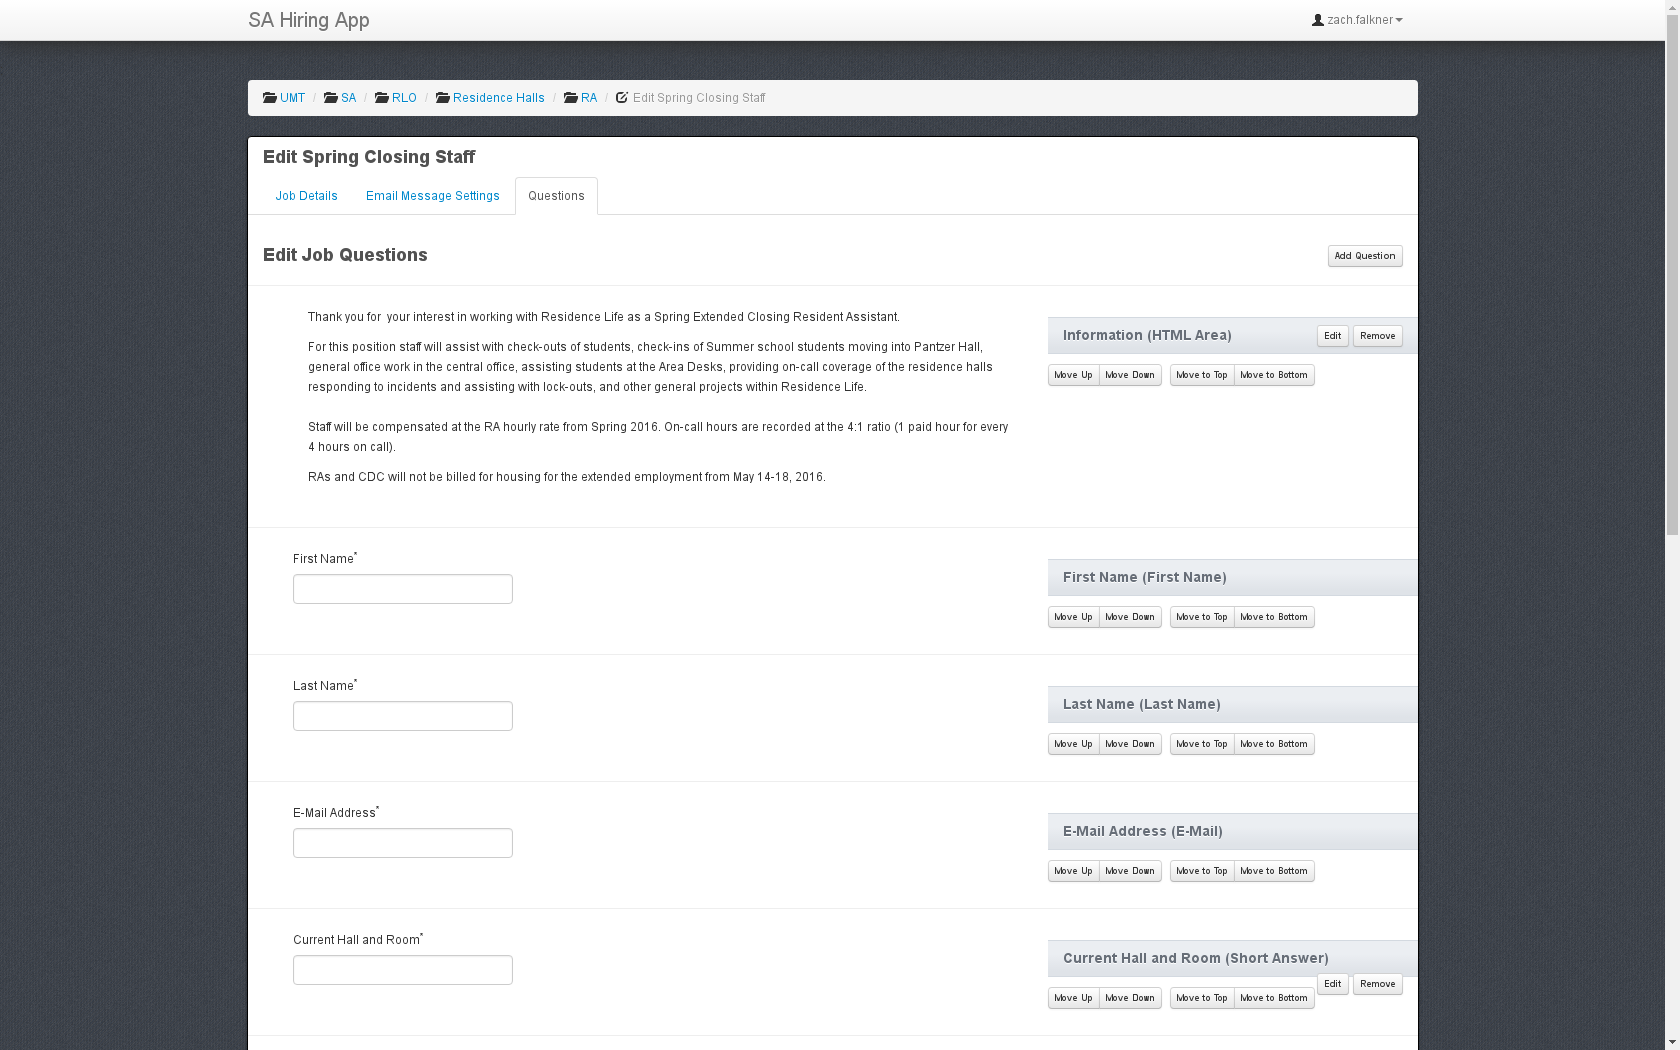 SA Hiring App
zach.falkner
UMT / SA / RLO / Residence Halls / RA / Edit Spring Closing Staff
Edit Spring Closing Staff
Job Details Email Message Settings Questions
Edit Job Questions
Add Question
Thank you for  your interest in working with Residence Life as a Spring Extended Closing Resident Assistant.
For this position staff will assist with check-outs of students, check-ins of Summer school students moving into Pantzer Hall,
general office work in the central office, assisting students at the Area Desks, providing on-call coverage of the residence halls
responding to incidents and assisting with lock-outs, and other general projects within Residence Life.
Staff will be compensated at the RA hourly rate from Spring 2016. On-call hours are recorded at the 4:1 ratio (1 paid hour for every
4 hours on call).
RAs and CDC will not be billed for housing for the extended employment from May 14-18, 2016.
Information (HTML Area)
Edit Remove
Move Up Move Down Move to Top Move to Bottom
First Name*
First Name (First Name)
Move Up Move Down Move to Top Move to Bottom
Last Name*
Last Name (Last Name)
Move Up Move Down Move to Top Move to Bottom
E-Mail Address*
E-Mail Address (E-Mail)
Move Up Move Down Move to Top Move to Bottom
Current Hall and Room*
Current Hall and Room (Short Answer)
Edit Remove
Move Up Move Down Move to Top Move to Bottom